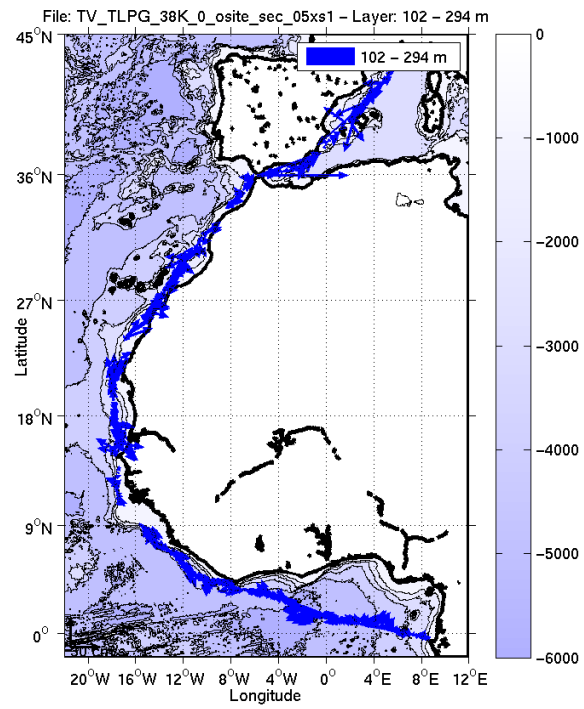 File: TV_TLPG_38K_0_osite_sec_05xs1 – Layer: 102 – 294 m
102 – 294 m
45°N
36°N
27°N
18°N
9°N
0°
Latitude
20°W 16°W 12°W 8°W 4°W 0° 4°E 8°E 12°E
Longitude
0
−1000
−2000
−3000
−4000
−5000
−6000